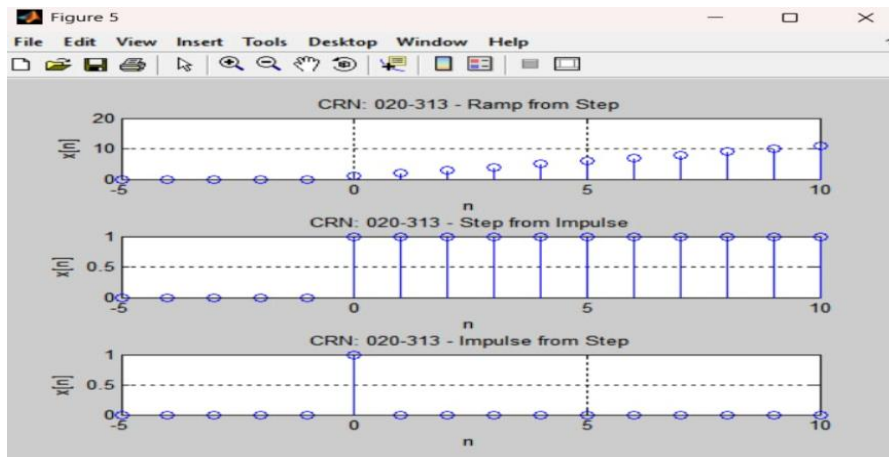 Figure 5
File Edit View Insert Tools Desktop Window Help
CRN: 020-313 - Ramp from Step
20
10
0
x[n]
-5 0 5 10
n
CRN: 020-313 - Step from Impulse
1
0.5
0
x[n]
-5 0 5 10
n
CRN: 020-313 - Impulse from Step
1
0.5
0
x[n]
-5 0 5 10
n